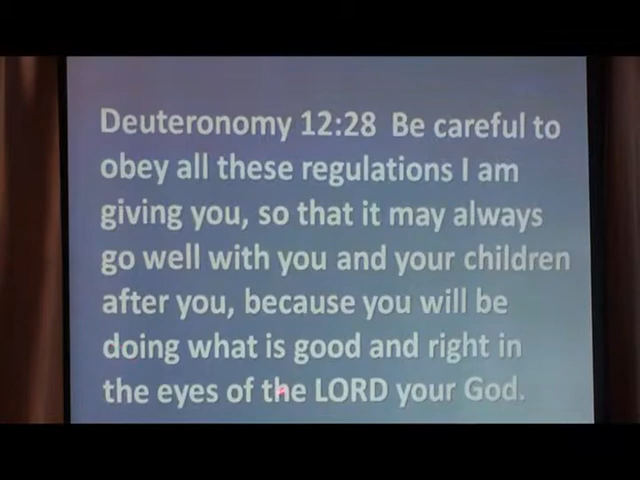 Deuteronomy 12:28 Be careful to
obey all these regulations I am
giving you, so that it may always
go well with you and your children
after you, because you will be
doing what is good and right in
the eyes of the LORD your God.